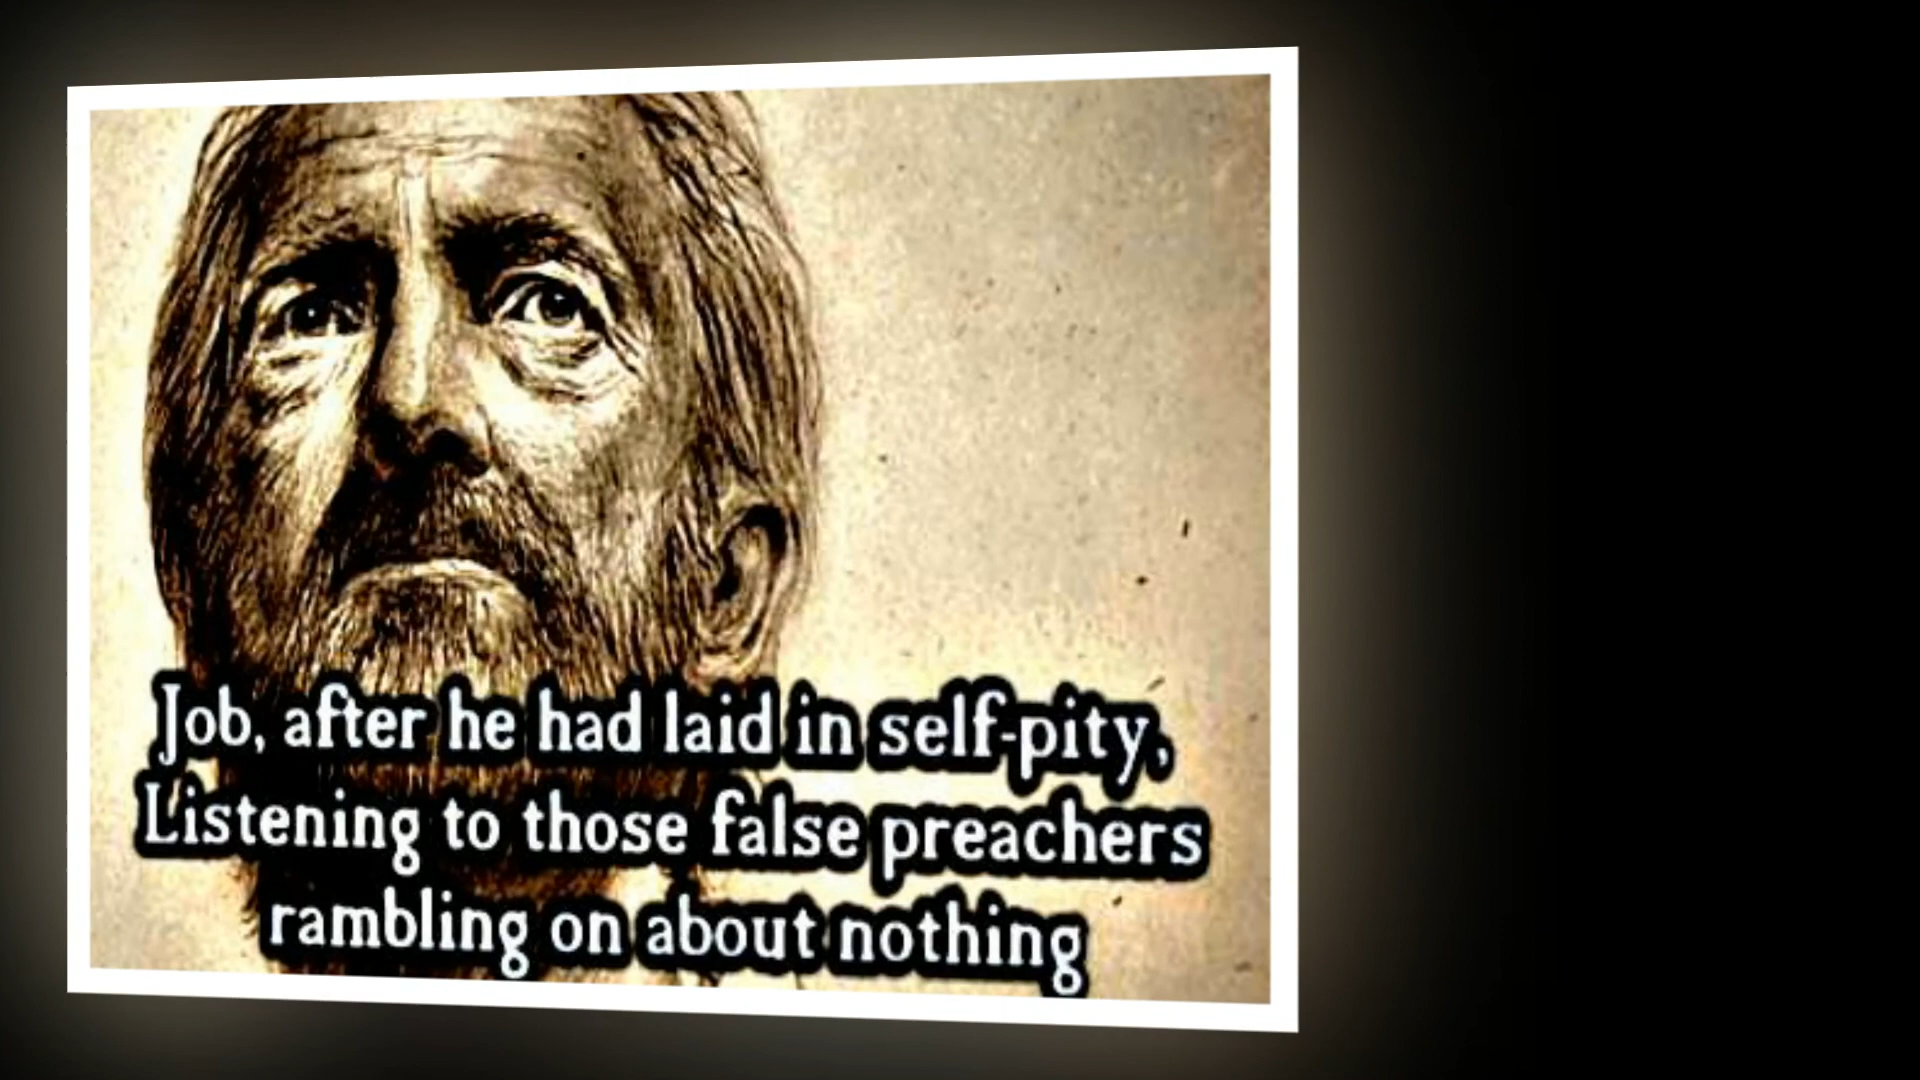 Job, after he had laid in self-pity,
Listening to those false preachers
rambling on about nothing